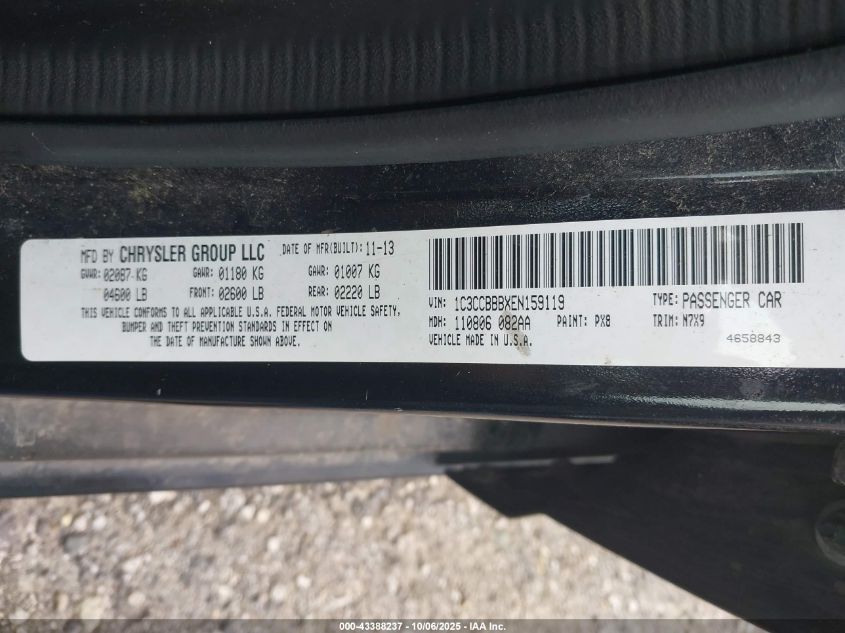 MFD BY CHRYSLER GROUP LLC DATE OF MFR(BUILT): 11-13
GVWR: 02087 KG GAWR: 01180 KG GAWR: 01007 KG
04600 LB FRONT: 02600 LB REAR: 02220 LB
THIS VEHICLE CONFORMS TO ALL APPLICABLE U.S.A. FEDERAL MOTOR VEHICLE SAFETY,
BUMPER AND THEFT PREVENTION STANDARDS IN EFFECT ON
THE DATE OF MANUFACTURE SHOWN ABOVE.
VIN: 1C3CCBBBXEN159119 TYPE: PASSENGER CAR
MDH: 110806 082AA PAINT: PX8 TRIM: N7X9
VEHICLE MADE IN U.S.A. 4658843
000-43388237 - 10/06/2025 - IAA Inc.